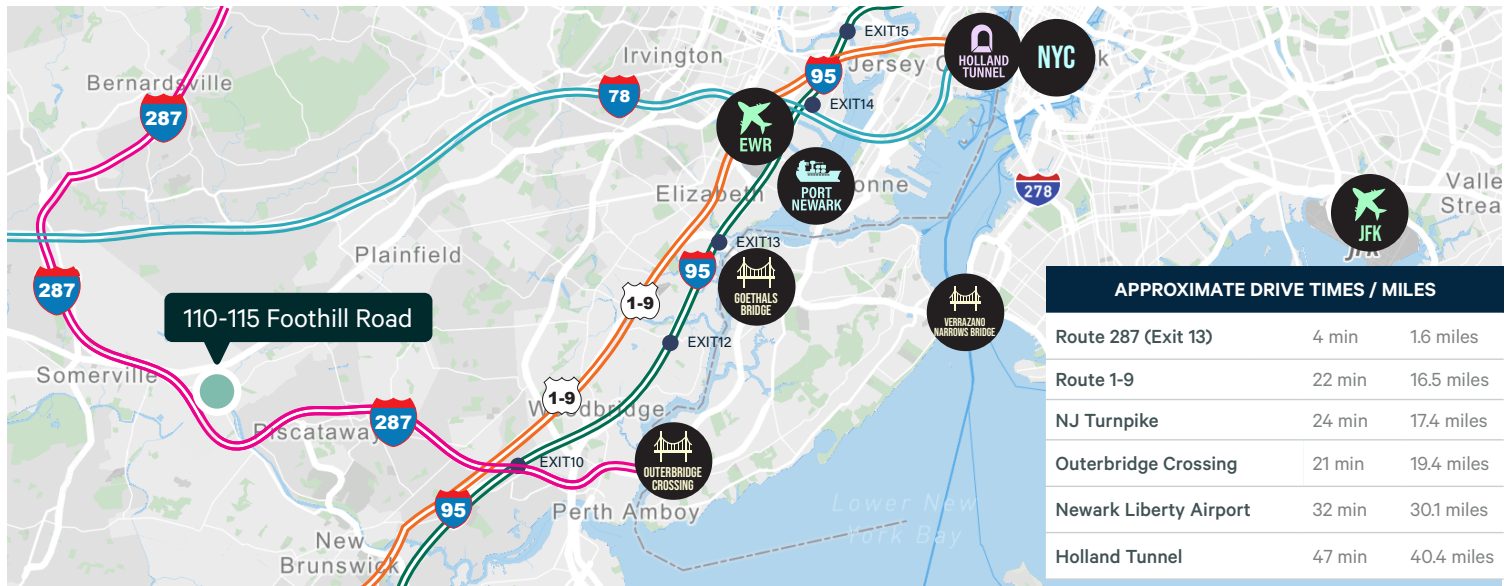 EXIT15
Irvington
95
Jersey C
HOLLAND
TUNNEL
NYC
k
Bernardsville
287
78
EXIT14
EWR
Elizabeth
PORT
NEWARK
onne
278
JFK
Valle
Strea
Plainfield
EXIT13
95
287
GOETHALS
BRIDGE
1-9
VERRAZANO
NARROWS BRIDGE
110-115 Foothill Road
EXIT12
Somerville
1-9
W dbridge
287
Piscataway
EXIT10
OUTERBRIDGE
CROSSING
95
Perth Amboy
Lower New
York Bay
New
Brunswick
APPROXIMATE DRIVE TIMES / MILES
Route 287 (Exit 13) 4 min 1.6 miles
Route 1-9 22 min 16.5 miles
NJ Turnpike 24 min 17.4 miles
Outerbridge Crossing 21 min 19.4 miles
Newark Liberty Airport 32 min 30.1 miles
Holland Tunnel 47 min 40.4 miles